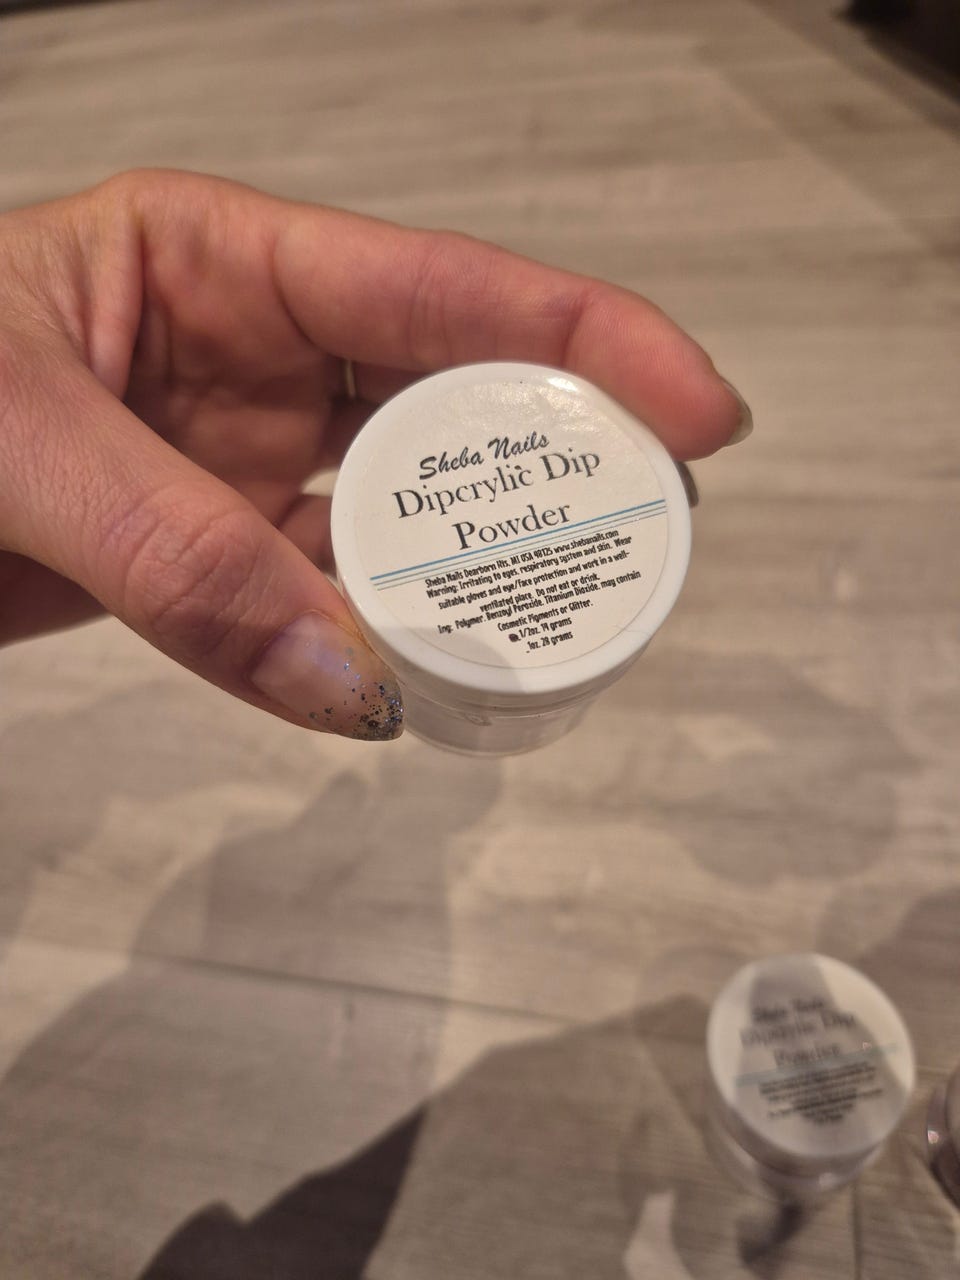 Sheba Nails
Dipcrylic Dip
Powder
Sheba Nails Dearborn Hts. MI USA 48125 www.shebanails.com
Warning: Irritating to eyes, respiratory system and skin. Wear
suitable gloves and eye/face protection and work in a well-
ventilated place. Do not eat or drink.
Ing: Polymer, Benzoyl Peroxide, Titanium Dioxide, may contain
Cosmetic Pigments or Glitter.
1/2oz. 14 grams
1oz. 28 grams
Dipcrylic Dip
Powder